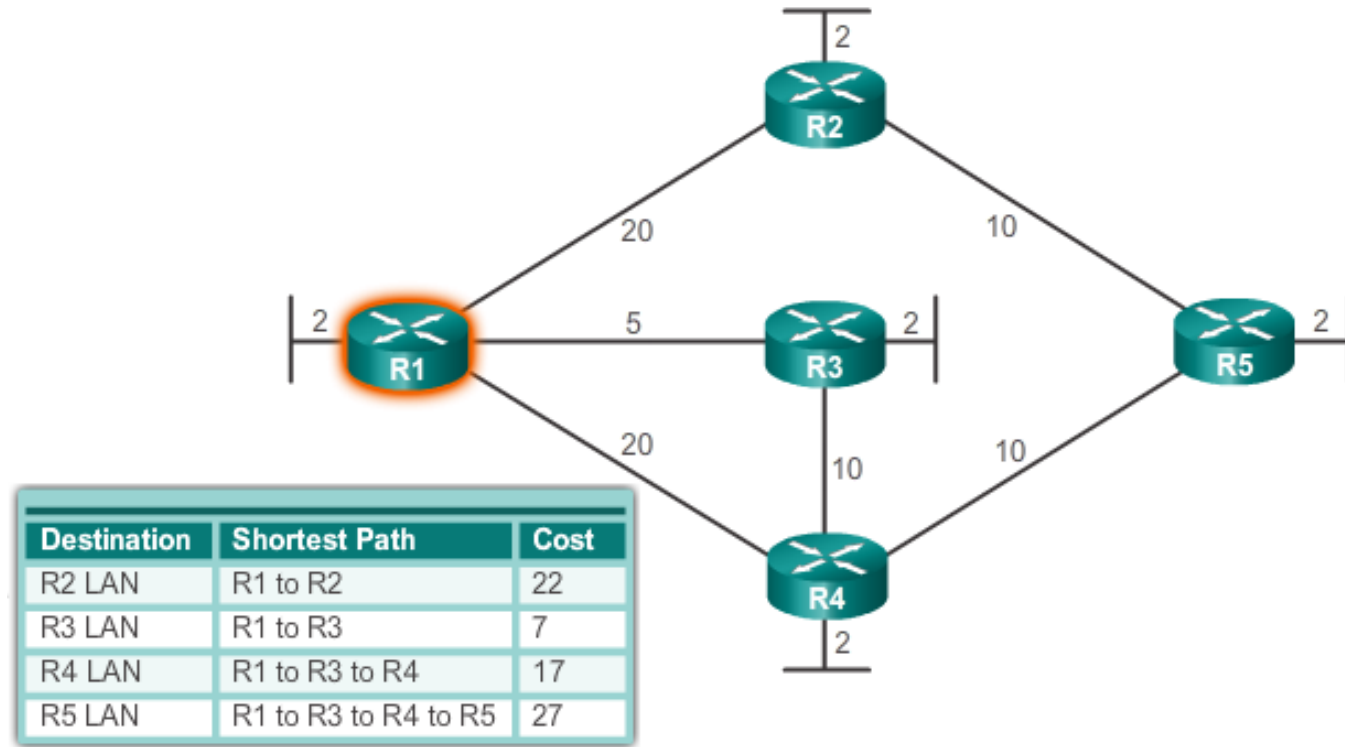 2
R2
20
10
2
R1
5
R3
2
R5
2
20
10
10
R4
2
Destination Shortest Path Cost
R2 LAN R1 to R2 22
R3 LAN R1 to R3 7
R4 LAN R1 to R3 to R4 17
R5 LAN R1 to R3 to R4 to R5 27